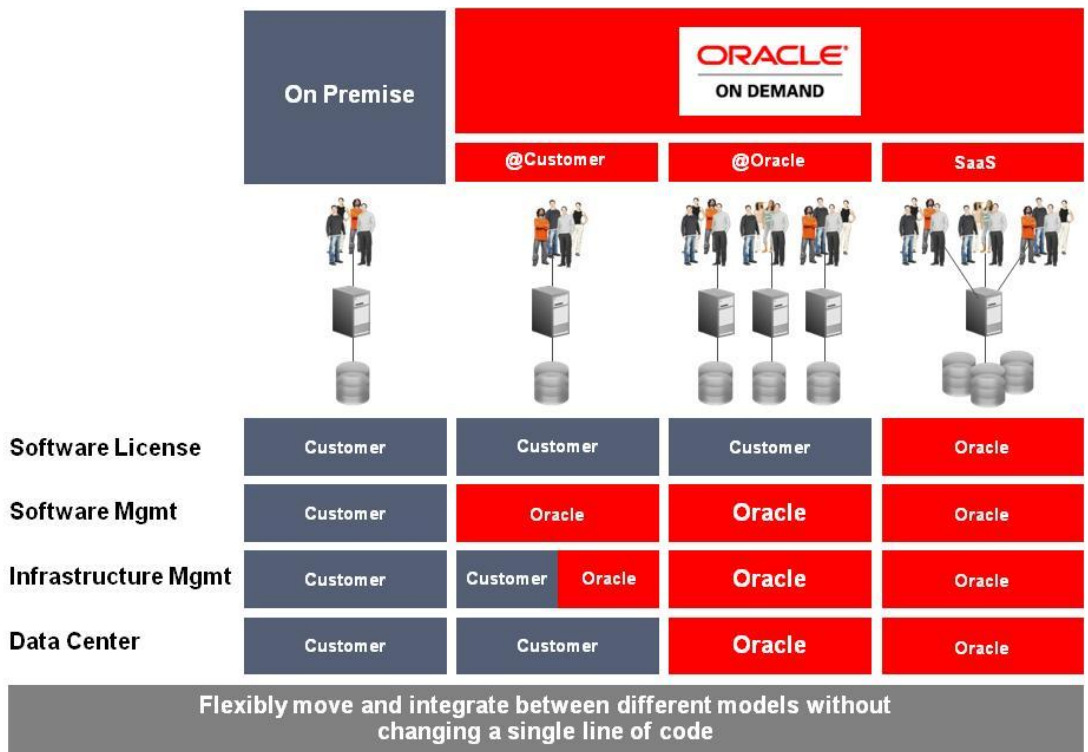 On Premise
ORACLE®
ON DEMAND
@Customer
@Oracle
SaaS
Software License
Customer
Customer
Customer
Oracle
Software Mgmt
Customer
Oracle
Oracle
Oracle
Infrastructure Mgmt
Customer
Customer
Oracle
Oracle
Oracle
Data Center
Customer
Customer
Oracle
Oracle
Flexibly move and integrate between different models without
changing a single line of code